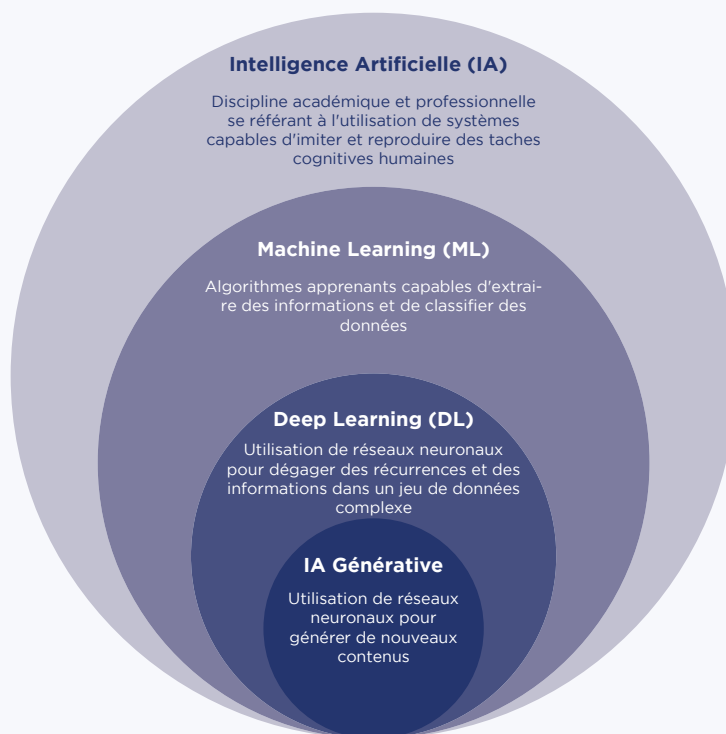 Intelligence Artificielle (IA)
Discipline académique et professionnelle
se référant à l'utilisation de systèmes
capables d'imiter et reproduire des taches
cognitives humaines
Machine Learning (ML)
Algorithmes apprenants capables d'extrai-
re des informations et de classifier des
données
Deep Learning (DL)
Utilisation de réseaux neuronaux
pour dégager des récurrences et des
informations dans un jeu de données
complexe
IA Générative
Utilisation de réseaux
neuronaux pour
générer de nouveaux
contenus